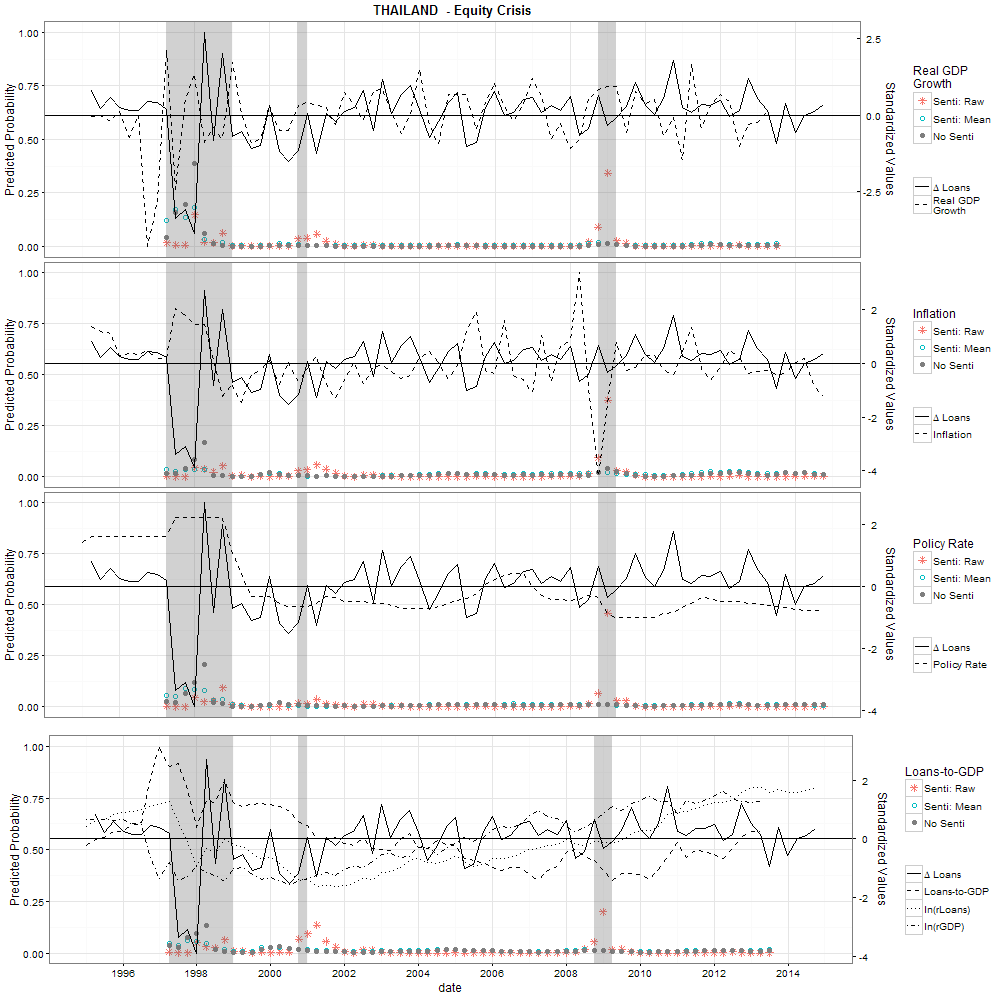 THAILAND - Equity Crisis
1.00
0.75
0.50
0.25
0.00
Predicted Probability
2.5
0.0
-2.5
Standardized Values
Real GDP
Growth
Senti: Raw
Senti: Mean
No Senti
Δ Loans
Real GDP
Growth
1.00
0.75
0.50
0.25
0.00
Predicted Probability
2
0
-2
-4
Standardized Values
Inflation
Senti: Raw
Senti: Mean
No Senti
Δ Loans
Inflation
1.00
0.75
0.50
0.25
0.00
Predicted Probability
2
0
-2
-4
Standardized Values
Policy Rate
Senti: Raw
Senti: Mean
No Senti
Δ Loans
Policy Rate
1.00
0.75
0.50
0.25
0.00
Predicted Probability
2
0
-2
-4
Standardized Values
Loans-to-GDP
Senti: Raw
Senti: Mean
No Senti
Δ Loans
Loans-to-GDP
ln(rLoans)
ln(rGDP)
1996 1998 2000 2002 2004 2006 2008 2010 2012 2014
date